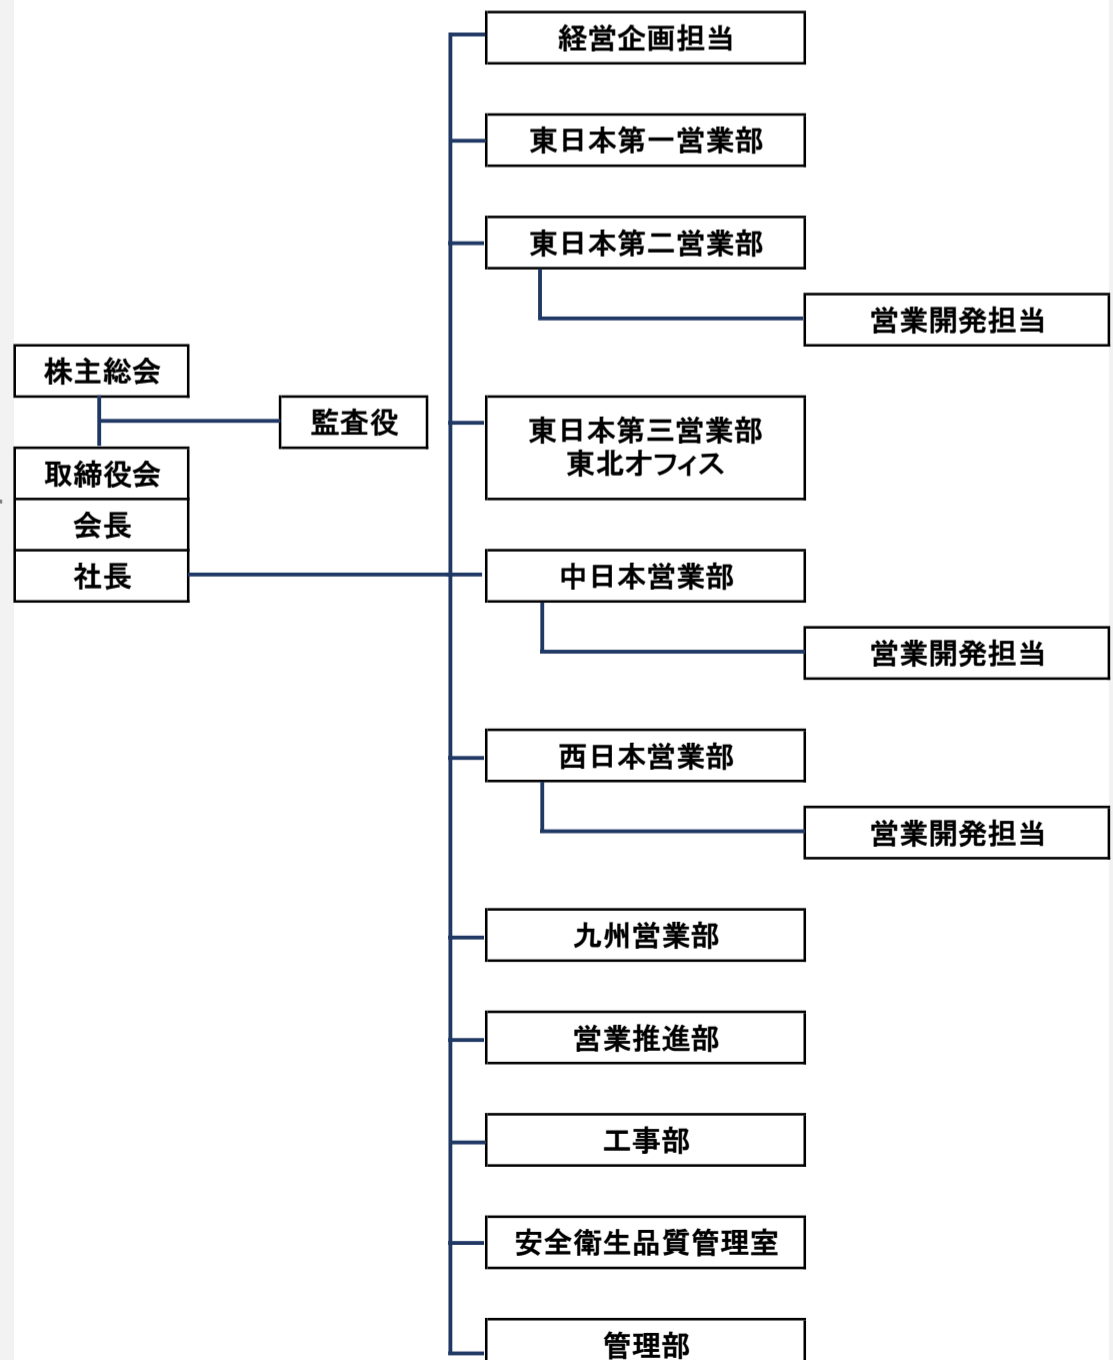 株主総会
監査役
取締役会
会長
社長
経営企画担当
東日本第一営業部
東日本第二営業部
営業開発担当
東日本第三営業部
東北オフィス
中日本営業部
営業開発担当
西日本営業部
営業開発担当
九州営業部
営業推進部
工事部
安全衛生品質管理室
管理部